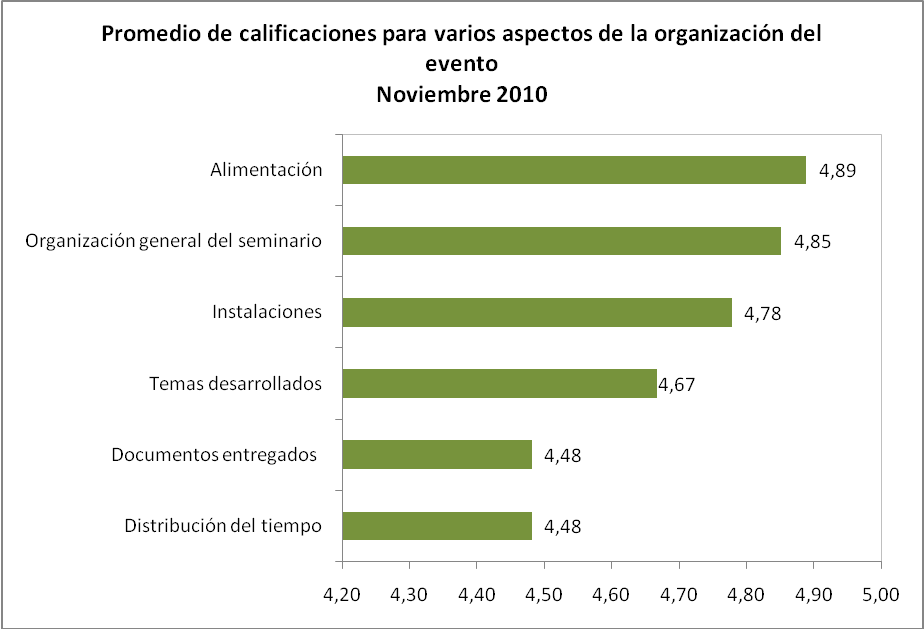 Promedio de calificaciones para varios aspectos de la organización del
evento
Noviembre 2010
Alimentación 4,89
Organización general del seminario 4,85
Instalaciones 4,78
Temas desarrollados 4,67
Documentos entregados 4,48
Distribución del tiempo 4,48
4,20 4,30 4,40 4,50 4,60 4,70 4,80 4,90 5,00